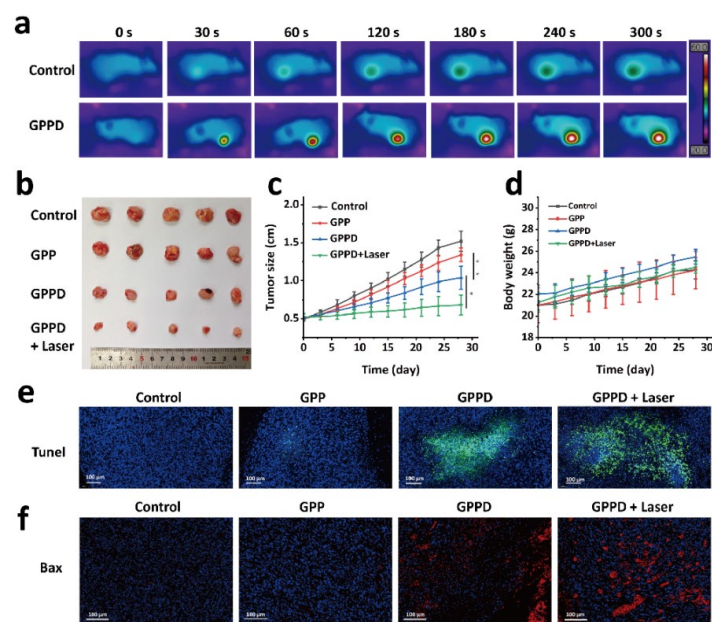 a
0 s 30 s 60 s 120 s 180 s 240 s 300 s
Control
GPPD
b
Control
GPP
GPPD
GPPD
+ Laser
c
Control
GPP
GPPD
GPPD+Laser
Tumor size (cm)
2.0
1.5
1.0
0.5
0 5 10 15 20 25 30
Time (day)
d
Control
GPP
GPPD
GPPD+Laser
Body weight (g)
30
28
26
24
22
20
18
0 5 10 15 20 25 30
Time (day)
e
Control GPP GPPD GPPD + Laser
Tunel
100 μm 100 μm 100 μm 100 μm
f
Control GPP GPPD GPPD + Laser
Bax
100 μm 100 μm 100 μm 100 μm